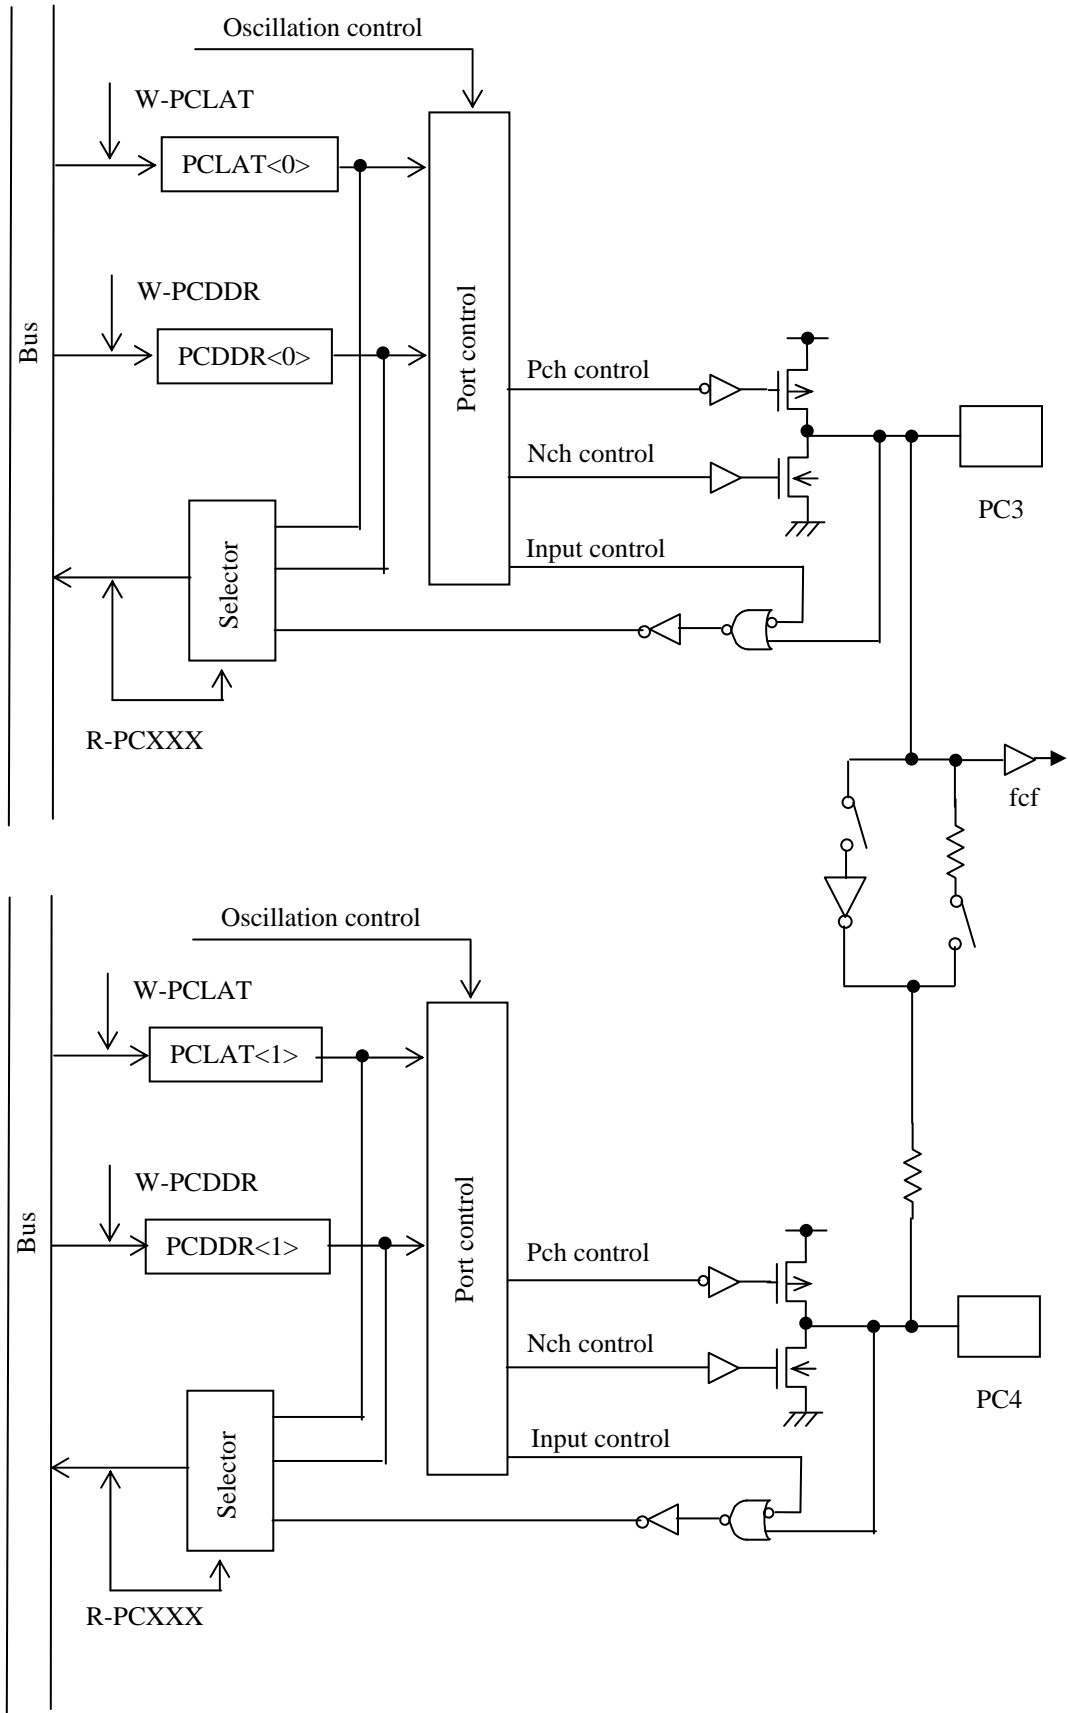 Oscillation control
W-PCLAT
PCLAT<0>
W-PCDDR
PCDDR<0>
Bus
Port control
Pch control
Nch control
PC3
Input control
Selector
R-PCXXX
fcf
Oscillation control
W-PCLAT
PCLAT<1>
W-PCDDR
PCDDR<1>
Bus
Port control
Pch control
Nch control
PC4
Input control
Selector
R-PCXXX